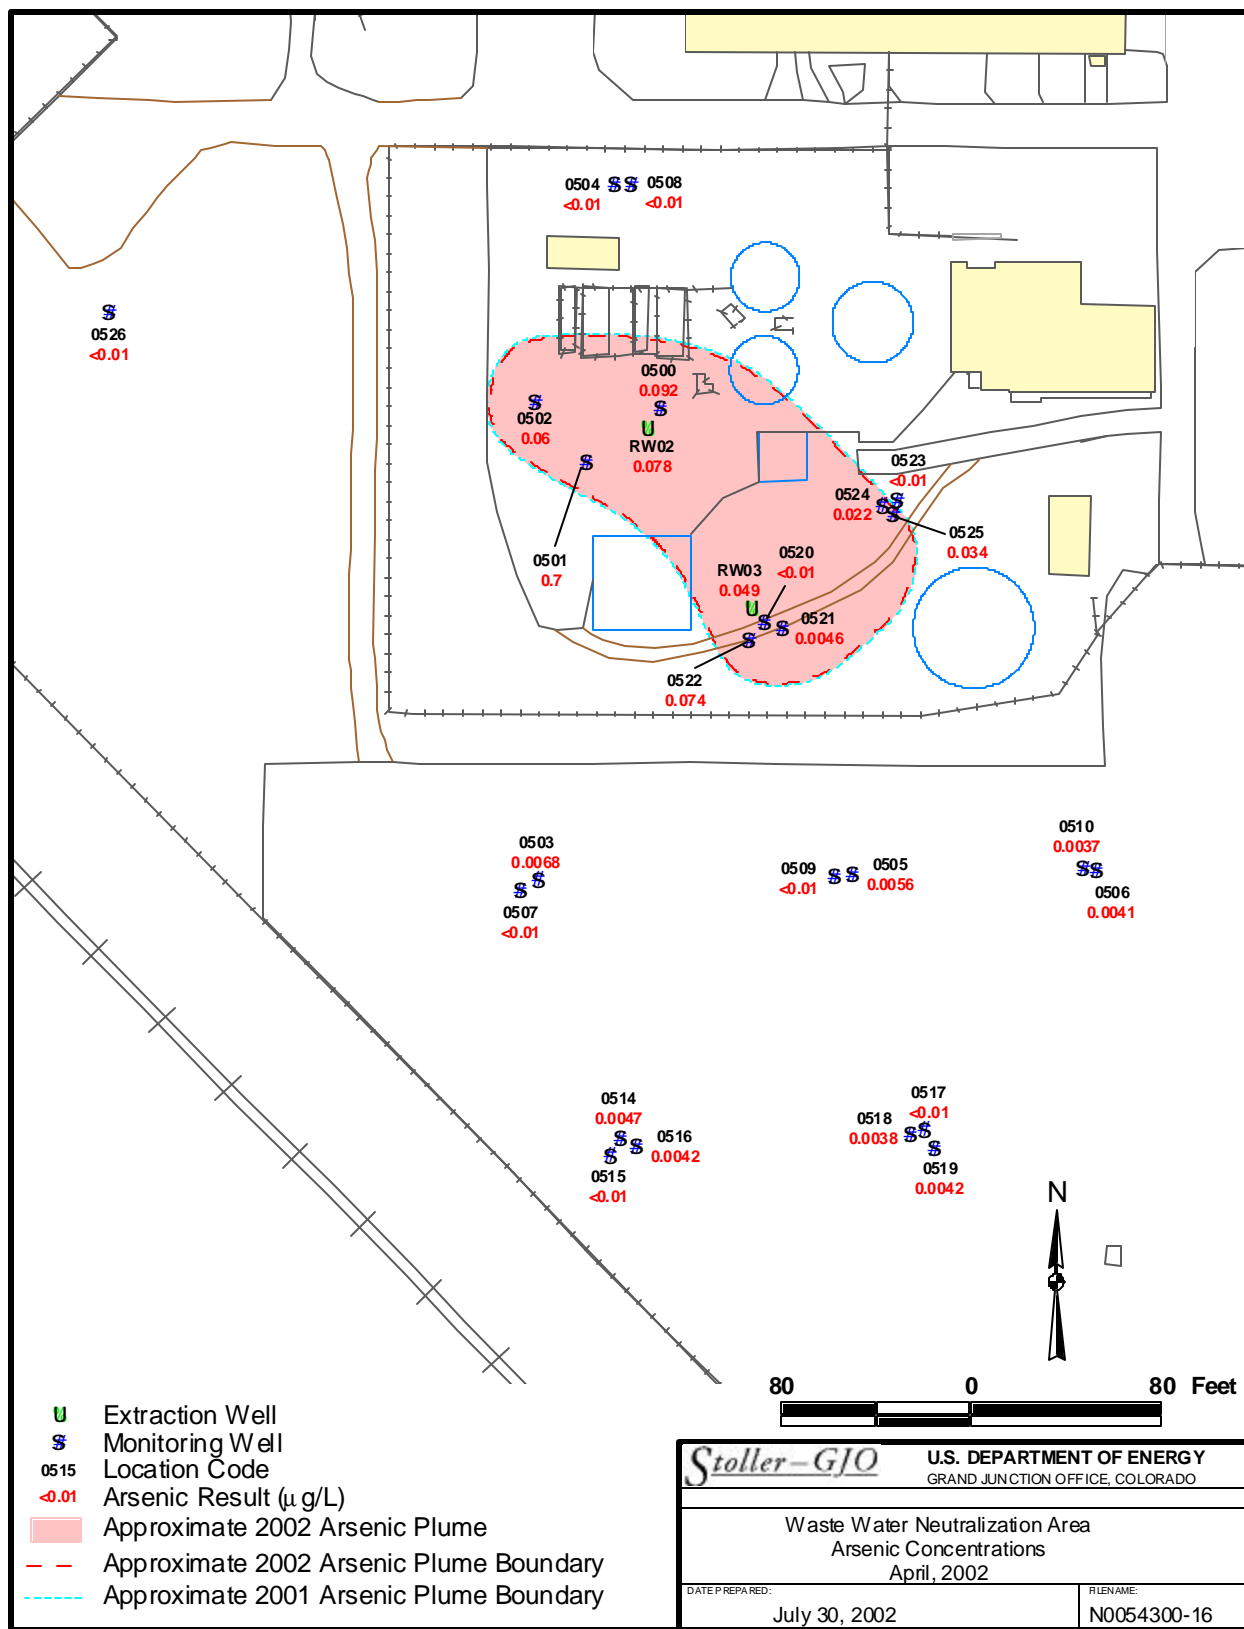 0504
<0.01
0508
<0.01
0526
<0.01
0500
0.092
0502
0.06
RW02
0.078
0501
0.7
0523
<0.01
0524
0.022
0525
0.034
0520
<0.01
RW03
0.049
0521
0.0046
0522
0.074
0503
0.0068
0507
<0.01
0509
<0.01
0505
0.0056
0510
0.0037
0506
0.0041
0514
0.0047
0516
0.0042
0515
<0.01
0517
<0.01
0518
0.0038
0519
0.0042
N
80 0 80 Feet
Extraction Well
Monitoring Well
0515 Location Code
<0.01 Arsenic Result (μg/L)
Approximate 2002 Arsenic Plume
Approximate 2002 Arsenic Plume Boundary
Approximate 2001 Arsenic Plume Boundary
Stoller-GJO
U.S. DEPARTMENT OF ENERGY
GRAND JUNCTION OFFICE, COLORADO
Waste Water Neutralization Area
Arsenic Concentrations
April, 2002
DATE PREPARED:
July 30, 2002
FILENAME:
N0054300-16